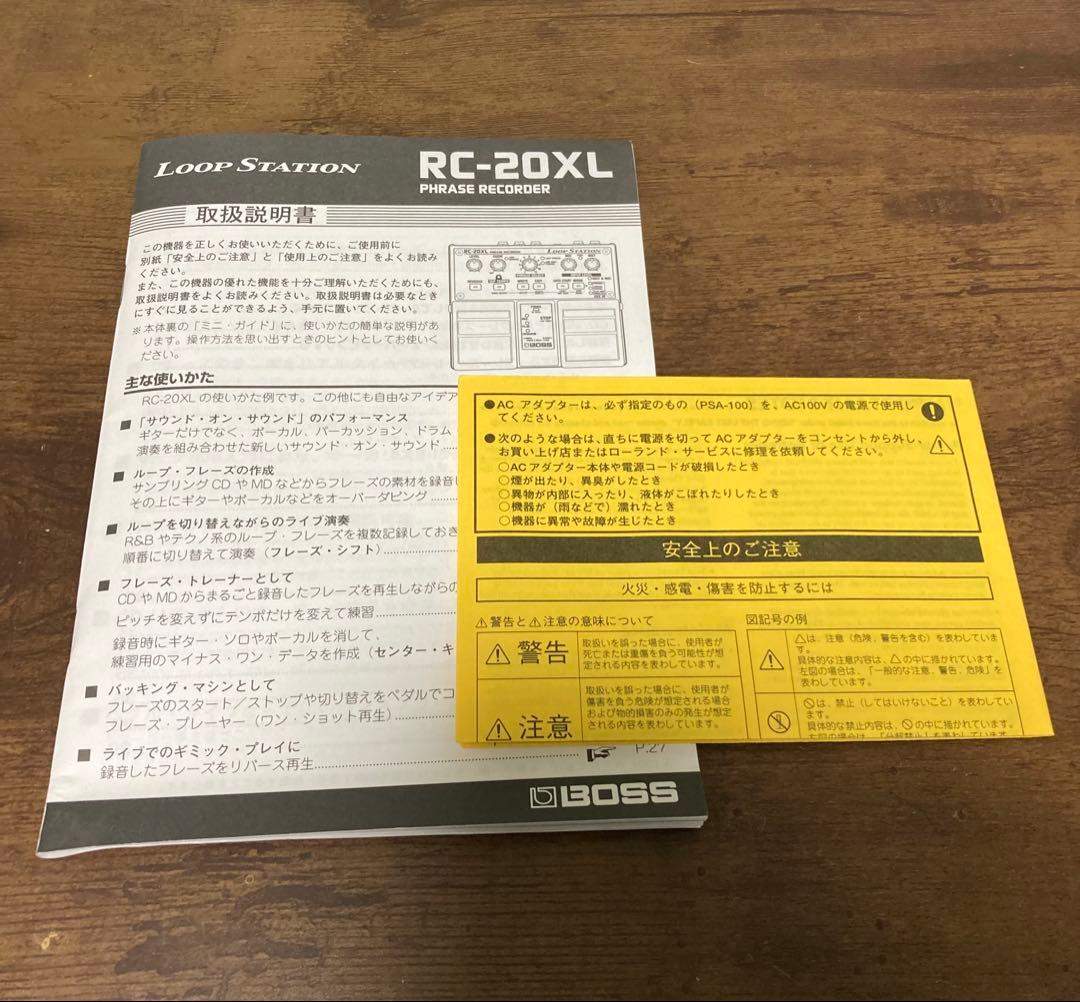 LOOP STATION
RC-20XL
PHRASE RECORDER
取扱説明書
この機器を正しくお使いいただくために、ご使用前に
別紙「安全上のご注意」と「使用上のご注意」をよくお読み
ください。
また、この機器の優れた機能を十分ご理解いただくためにも、
取扱説明書をよくお読みください。取扱説明書は必要なとき
にすぐに見ることができるよう、手元に置いてください。
※ 本体裏の「ミニ・ガイド」に、使いかたの簡単な説明があ
ります。操作方法を思い出すときのヒントとしてお使いく
ださい。
RC-20XL
LOOP STATION
BOSS
主な使いかた
RC-20XL の使いかた例です。この他にも自由なアイデア
■ 「サウンド・オン・サウンド」のパフォーマンス
ギターだけでなく、ボーカル、パーカッション、ドラム
演奏を組み合わせた新しいサウンド・オン・サウンド
■ ループ・フレーズの作成
サンプリング CD や MD などからフレーズの素材を録音
その上にギターやボーカルなどをオーバーダビング
■ ループを切り替えながらのライブ演奏
R&B やテクノ系のループ・フレーズを複数記録しておき
順番に切り替えて演奏（フレーズ・シフト）
■ フレーズ・トレーナーとして
CD や MD からまるごと録音したフレーズを再生しながらの
ピッチを変えずにテンポだけを変えて練習
録音時にギター・ソロやボーカルを消して、
練習用のマイナス・ワン・データを作成（センター・キ
■ バッキング・マシンとして
フレーズのスタート／ストップや切り替えをペダルでコ
フレーズ・プレーヤー（ワン・ショット再生）
■ ライブでのギミック・プレイに
録音したフレーズをリバース再生
P.27
BOSS
●AC アダプターは、必ず指定のもの（PSA-100）を、AC100V の電源で使用し
てください。
●次のような場合は、直ちに電源を切って AC アダプターをコンセントから外し、
お買い上げ店またはローランド・サービスに修理を依頼してください。
○AC アダプター本体や電源コードが破損したとき
○煙が出たり、異臭がしたとき
○異物が内部に入ったり、液体がこぼれたりしたとき
○機器が（雨などで）濡れたとき
○機器に異常や故障が生じたとき
安全上のご注意
火災・感電・傷害を防止するには
⚠警告と⚠注意の意味について
⚠警告
取扱いを誤った場合に、使用者が
死亡または重傷を負う可能性が想
定される内容を表わしています。
⚠注意
取扱いを誤った場合に、使用者が
傷害を負う危険が想定される場合
および物的損害のみの発生が想定
される内容を表わしています。
図記号の例
△は、注意（危険、警告を含む）を表わしていま
す。
具体的な注意内容は、△の中に描かれています。
左図の場合は、「一般的な注意、警告、危険」を
表わしています。
🚫は、禁止（してはいけないこと）を表わしてい
ます。
具体的な禁止内容は、🚫の中に描かれています。
左図の場合は、「分解禁止」を表わしています。